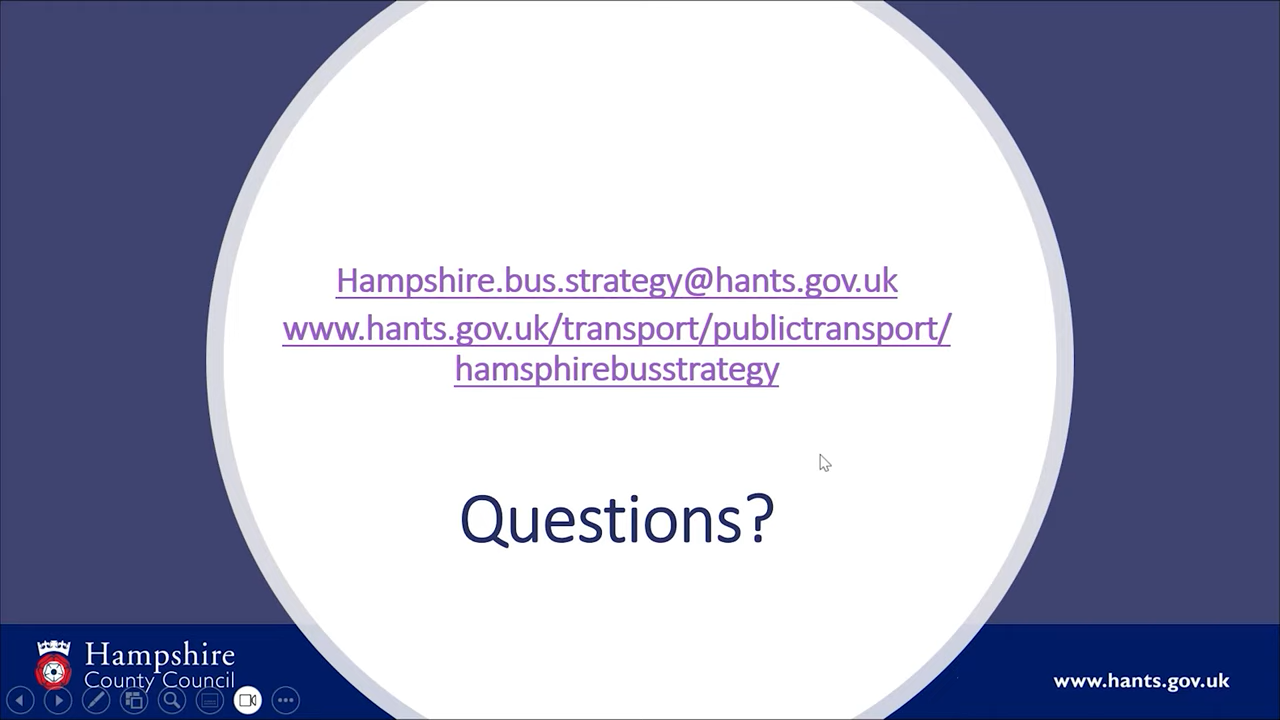 Hampshire.bus.strategy@hants.gov.uk
www.hants.gov.uk/transport/publictransport/
hamsphirebusstrategy
Questions?
Hampshire
County Council
www.hants.gov.uk